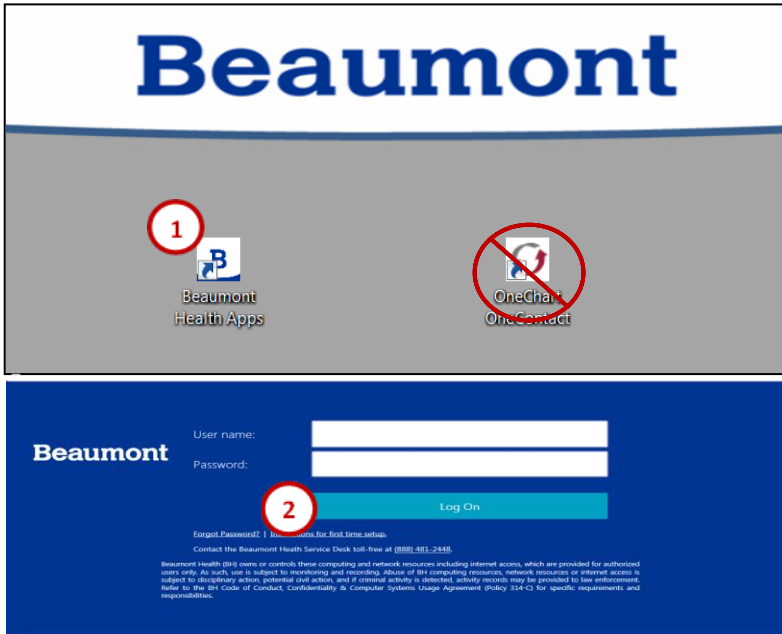 Beaumont
1
B
Beaumont
Health Apps
OneChart
OneContact
Beaumont
User name:
Password:
2
Log On
Forgot Password? | Instructions for first time setup.
Contact the Beaumont Heath Service Desk toll-free at (888) 481-2448.
Beaumont Health (BH) owns or controls these computing and network resources including internet access, which are provided for authorized
users only. As such, use is subject to monitoring and recording. Abuse of BH computing resources, network resources or internet access is
subject to disciplinary action, potential civil action, and if criminal activity is detected, activity records may be provided to law enforcement.
Refer to the BH Code of Conduct, Confidentiality & Computer Systems Usage Agreement (Policy 314-C) for specific requirements and
responsibilities.